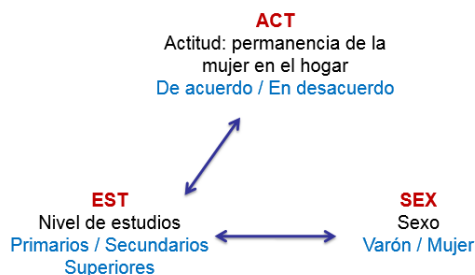 ACT
Actitud: permanencia de la
mujer en el hogar
De acuerdo / En desacuerdo
EST
Nivel de estudios
Primarios / Secundarios
Superiores
SEX
Sexo
Varón / Mujer